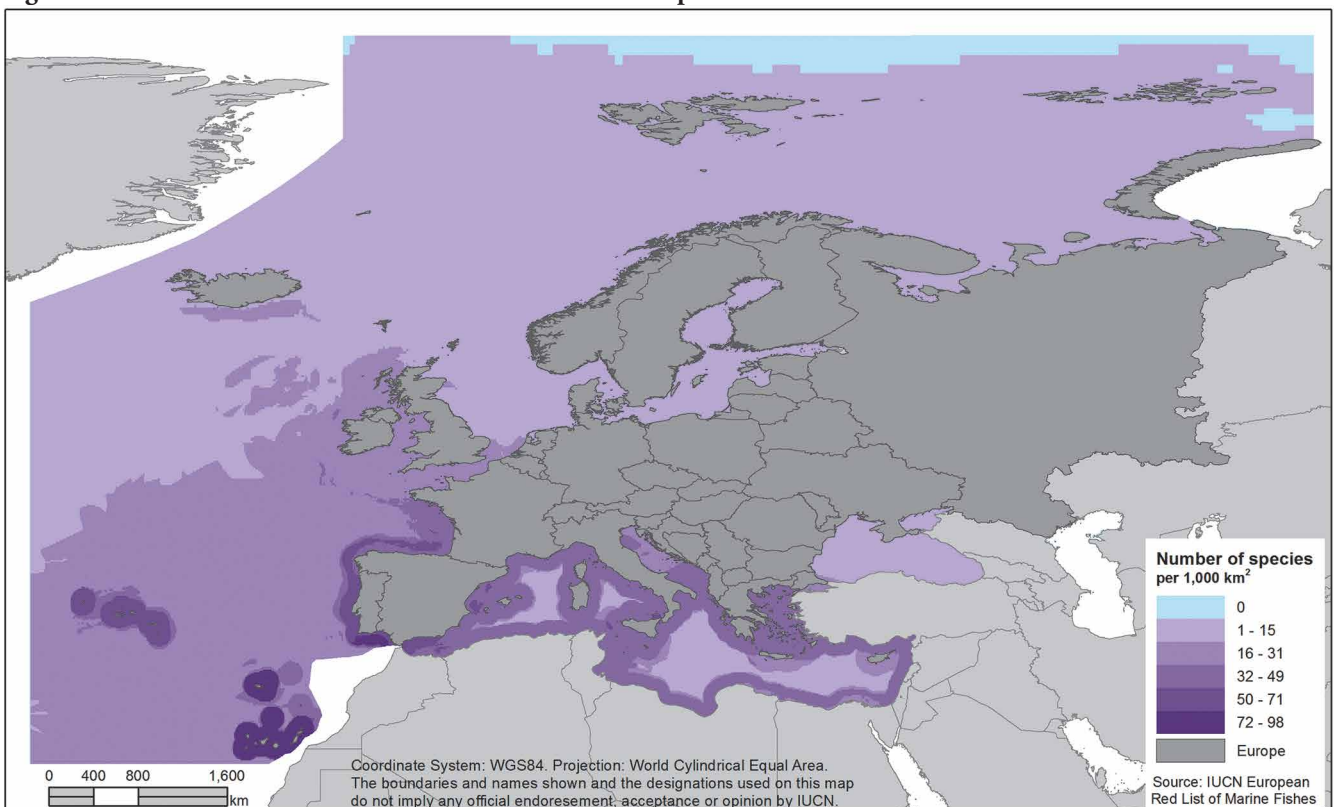 Number of species
per 1,000 km²
0
1 - 15
16 - 31
32 - 49
50 - 71
72 - 98
Europe
Source: IUCN European
Red List of Marine Fishes
0 400 800 1,600
km
Coordinate System: WGS84. Projection: World Cylindrical Equal Area.
The boundaries and names shown and the designations used on this map
do not imply any official endoresement, acceptance or opinion by IUCN.